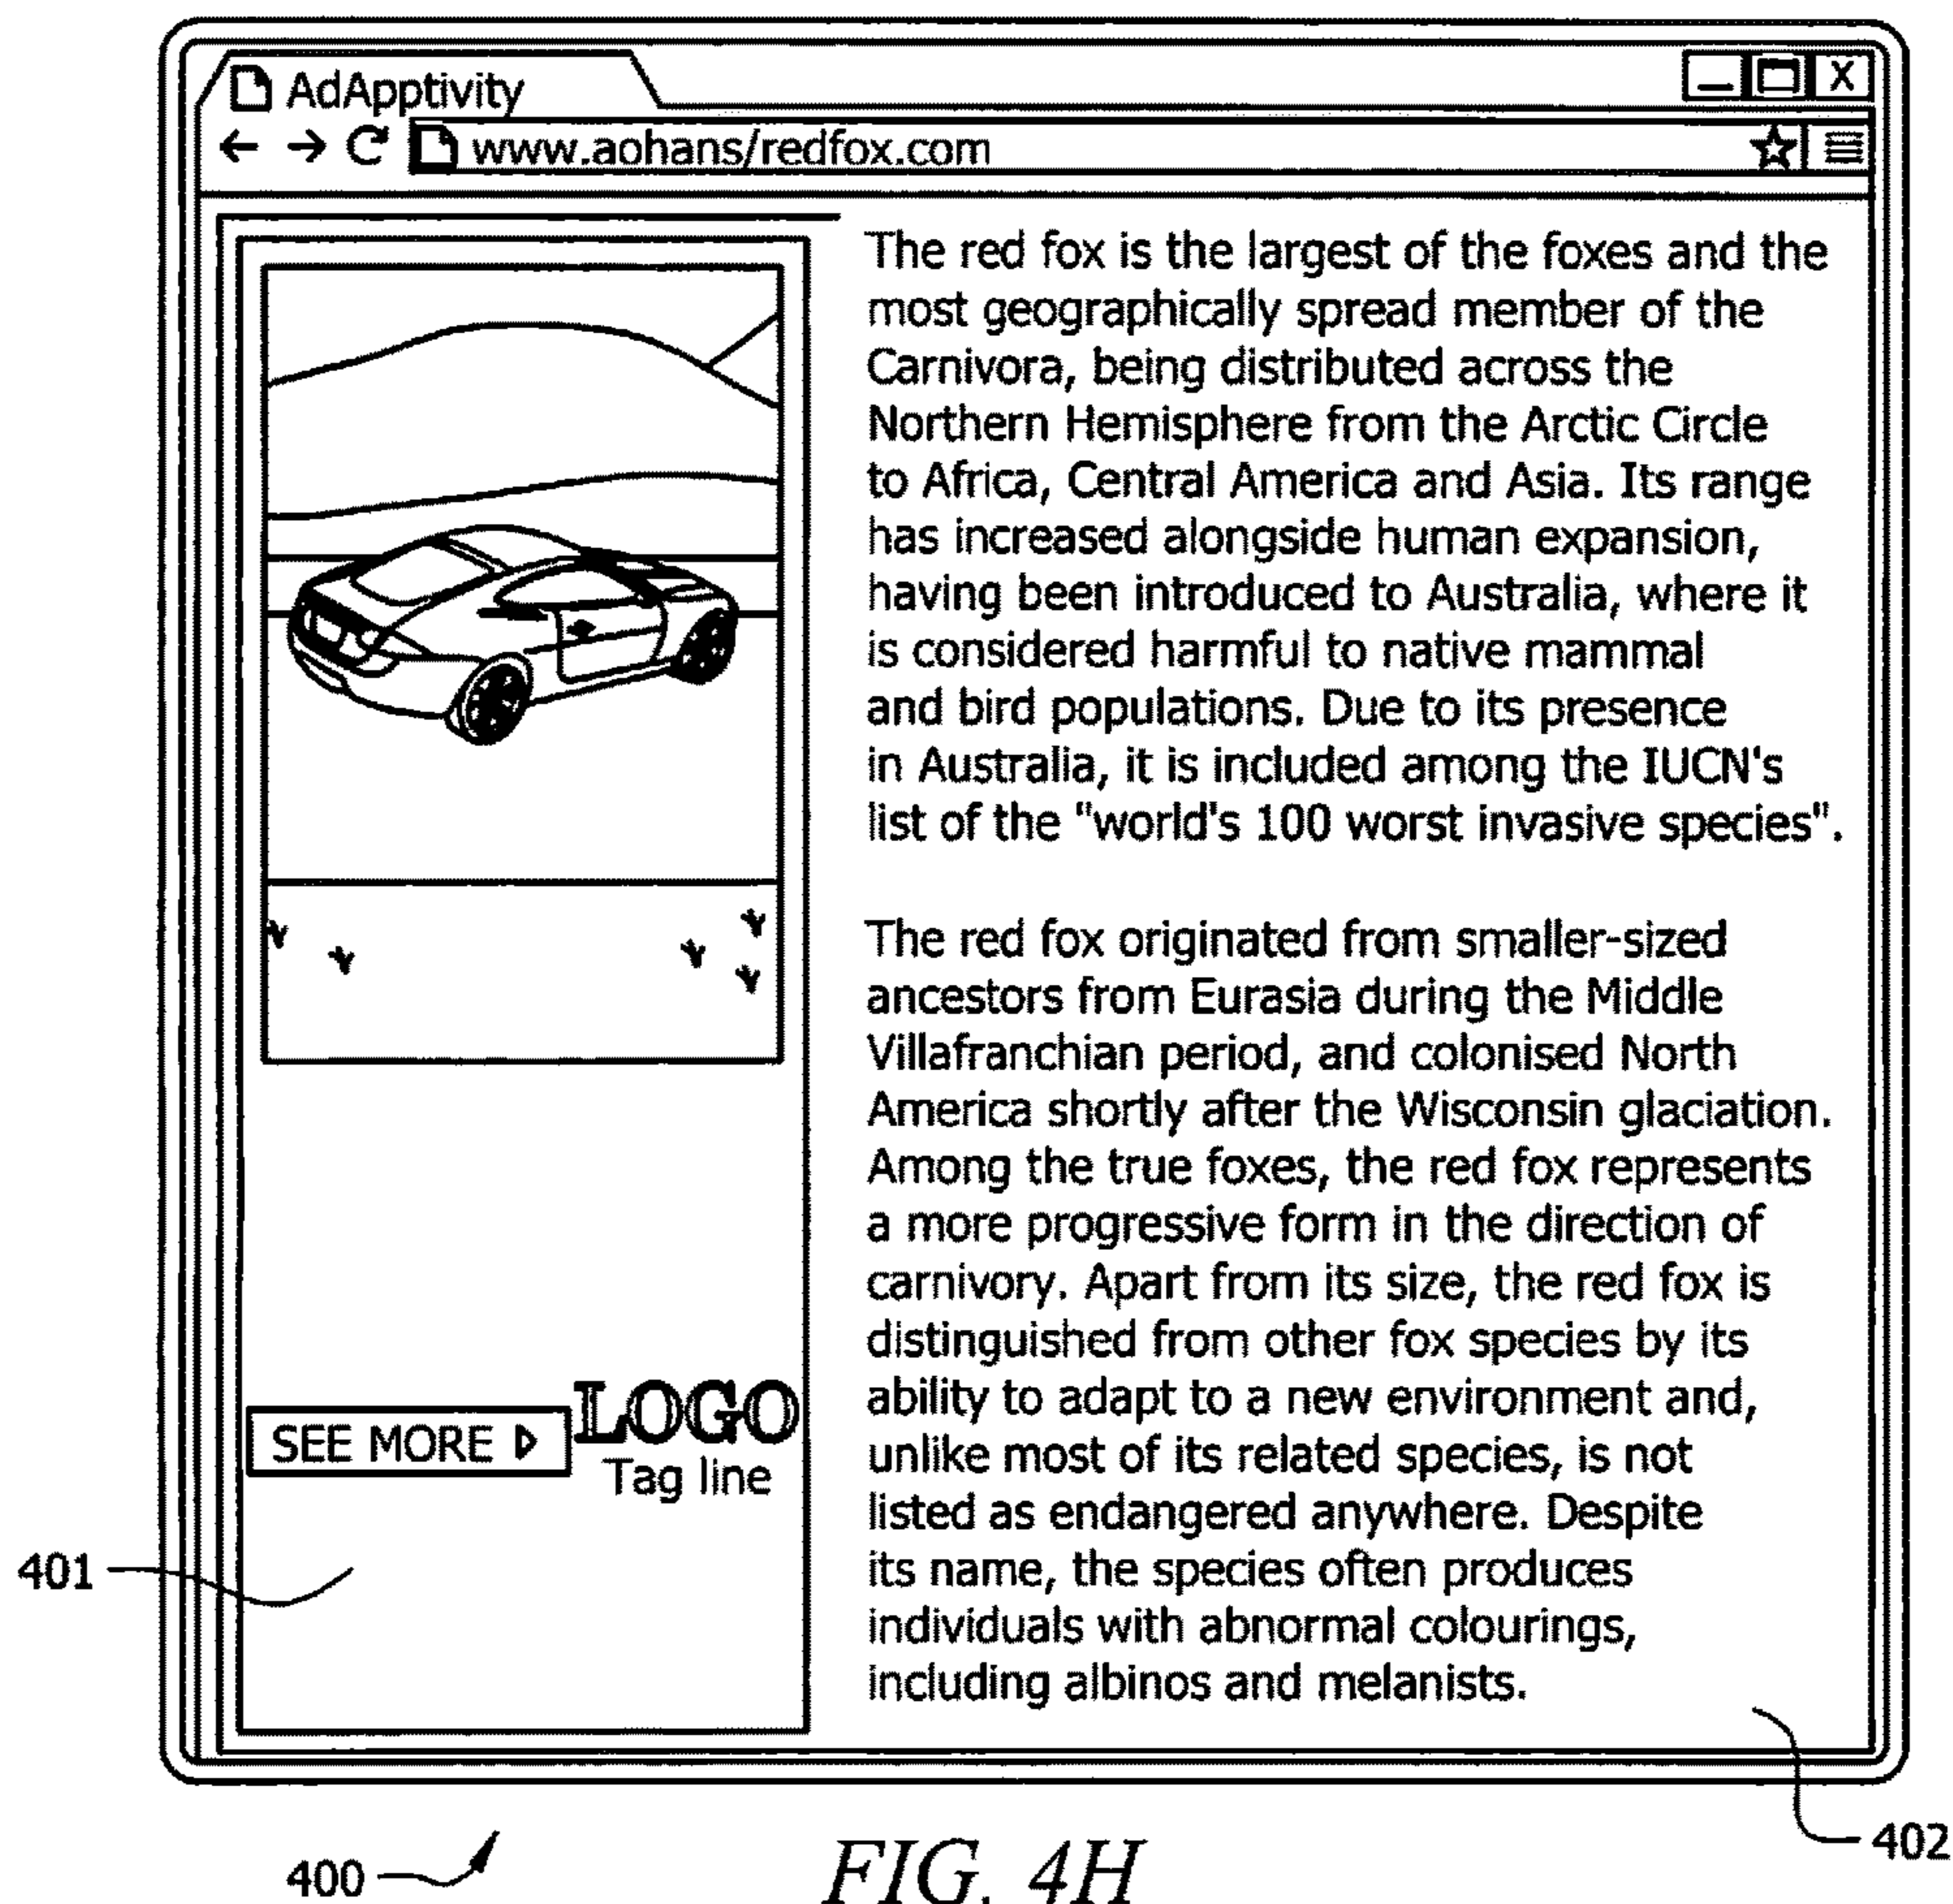 AdApptivity
X
www.aohans/redfox.com
SEE MORE
LOGO
Tag line
The red fox is the largest of the foxes and the
most geographically spread member of the
Carnivora, being distributed across the
Northern Hemisphere from the Arctic Circle
to Africa, Central America and Asia. Its range
has increased alongside human expansion,
having been introduced to Australia, where it
is considered harmful to native mammal
and bird populations. Due to its presence
in Australia, it is included among the IUCN's
list of the "world's 100 worst invasive species".
The red fox originated from smaller-sized
ancestors from Eurasia during the Middle
Villafranchian period, and colonised North
America shortly after the Wisconsin glaciation.
Among the true foxes, the red fox represents
a more progressive form in the direction of
carnivory. Apart from its size, the red fox is
distinguished from other fox species by its
ability to adapt to a new environment and,
unlike most of its related species, is not
listed as endangered anywhere. Despite
its name, the species often produces
individuals with abnormal colourings,
including albinos and melanists.
401
402
400
FIG. 4H